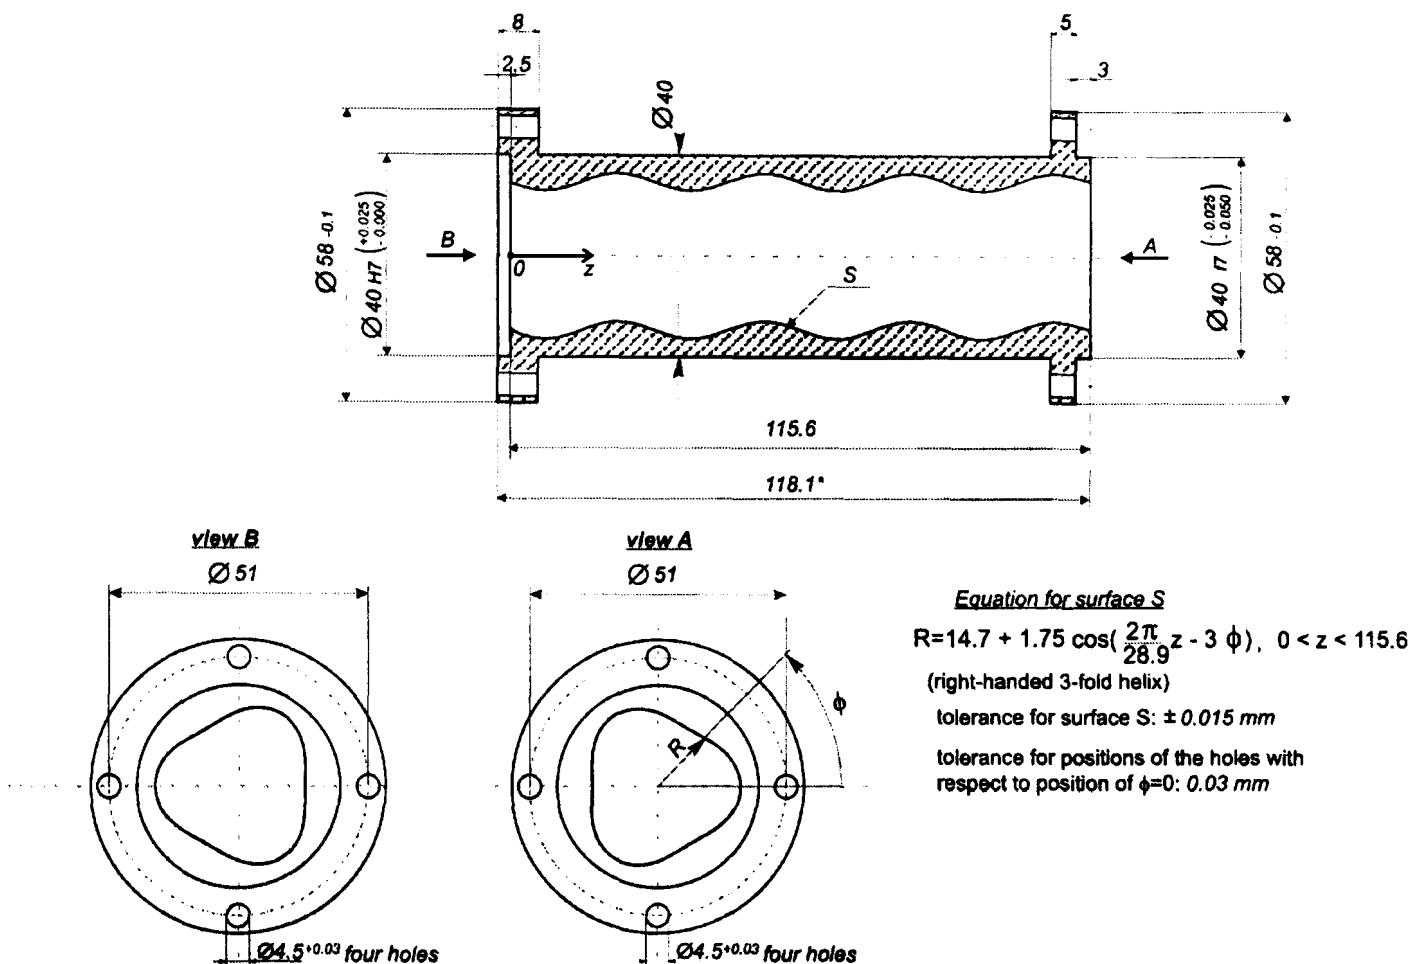 8
5
2,5
3
Ø40
Ø 58 -0.1
Ø 40 H7 (+0.025 -0.000)
B
0
z
S
A
Ø 40 f7 (-0.025 -0.050)
Ø 58 -0.1
115.6
118.1*
view B
Ø 51
view A
Ø 51
Equation for surface S
R=14.7 + 1.75 cos( 2π/28.9 z - 3 ϕ ), 0 < z < 115.6
(right-handed 3-fold helix)
tolerance for surface S: ± 0.015 mm
tolerance for positions of the holes with
respect to position of ϕ=0: 0.03 mm
R
ϕ
Ø4.5+0.03 four holes
Ø4.5+0.03 four holes